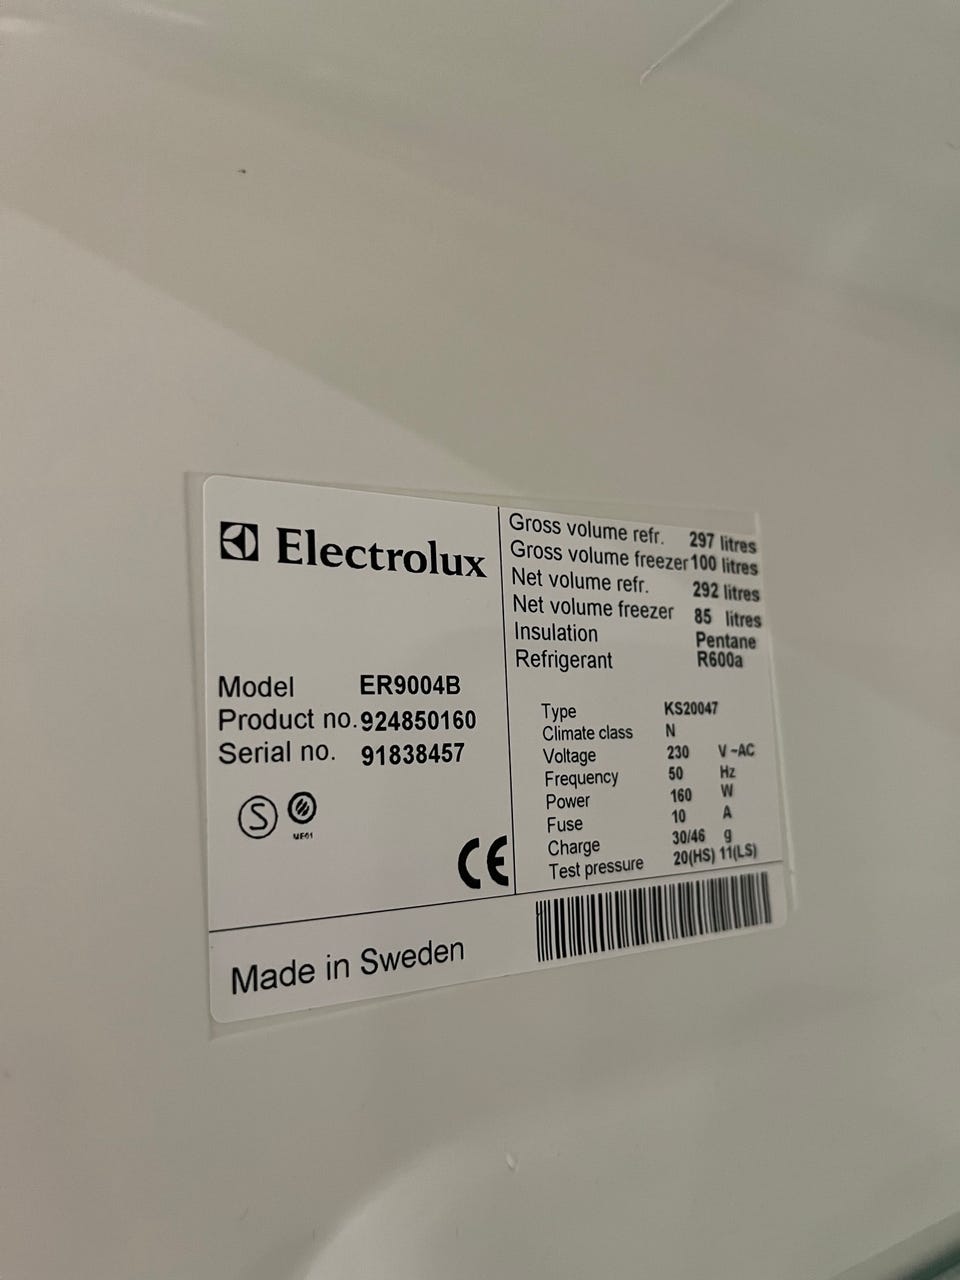 Electrolux
Model ER9004B
Product no. 924850160
Serial no. 91838457
S
CE
Gross volume refr. 297 litres
Gross volume freezer 100 litres
Net volume refr. 292 litres
Net volume freezer 85 litres
Insulation Pentane
Refrigerant R600a
Type KS20047
Climate class N
Voltage 230 V~AC
Frequency 50 Hz
Power 160 W
Fuse 10 A
Charge 30/46 g
Test pressure 20(HS) 11(LS)
Made in Sweden